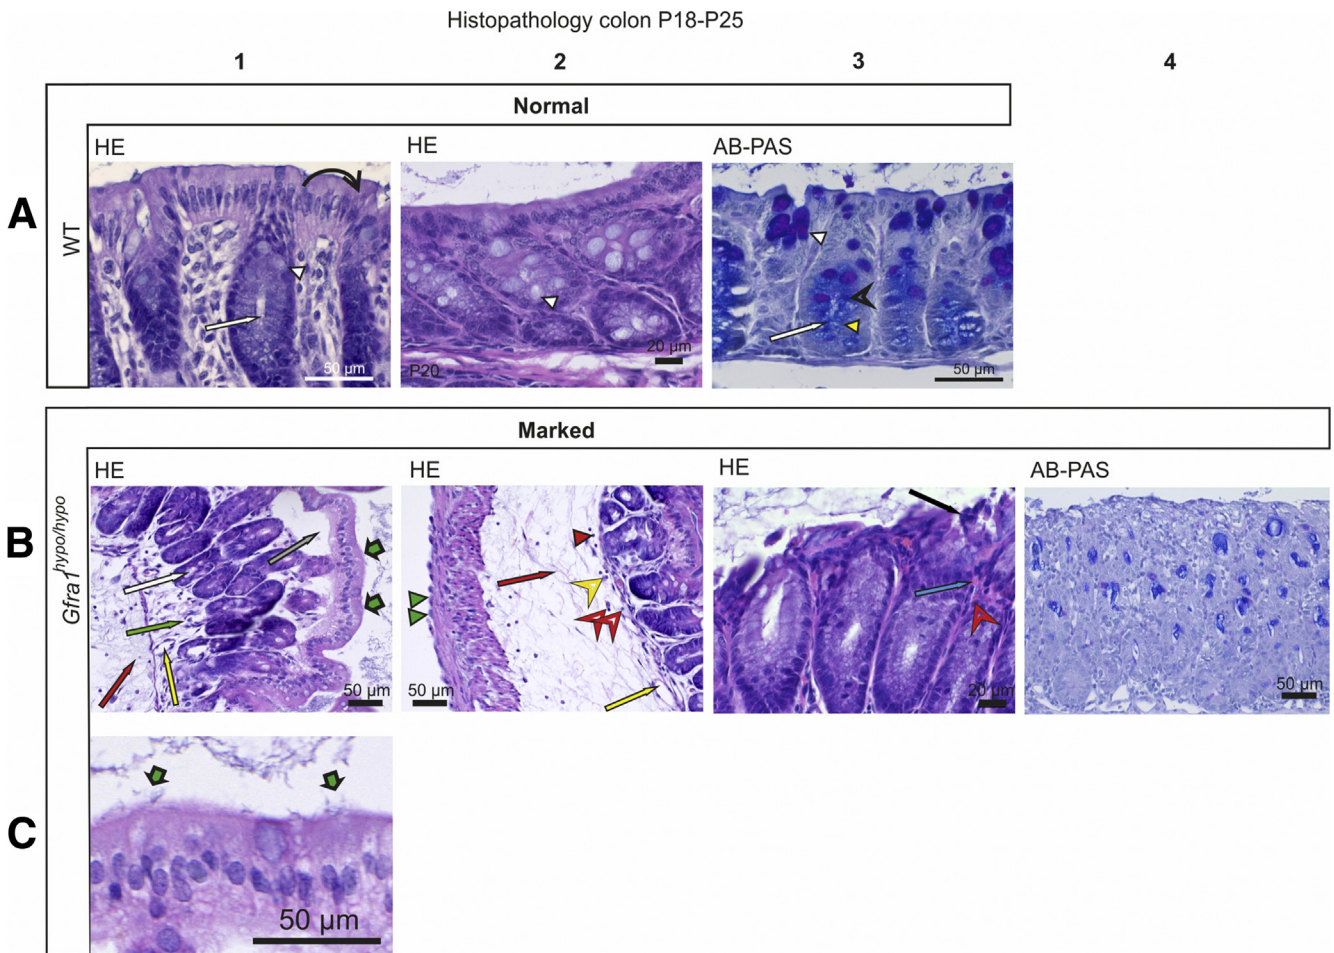 Histopathology colon P18-P25
1 2 3 4
Normal
HE HE AB-PAS
A
WT
50 µm
20 µm
P20
50 µm
Marked
HE HE HE AB-PAS
B
Gfra1hypo/hypo
50 µm
50 µm
20 µm
50 µm
C
50 µm